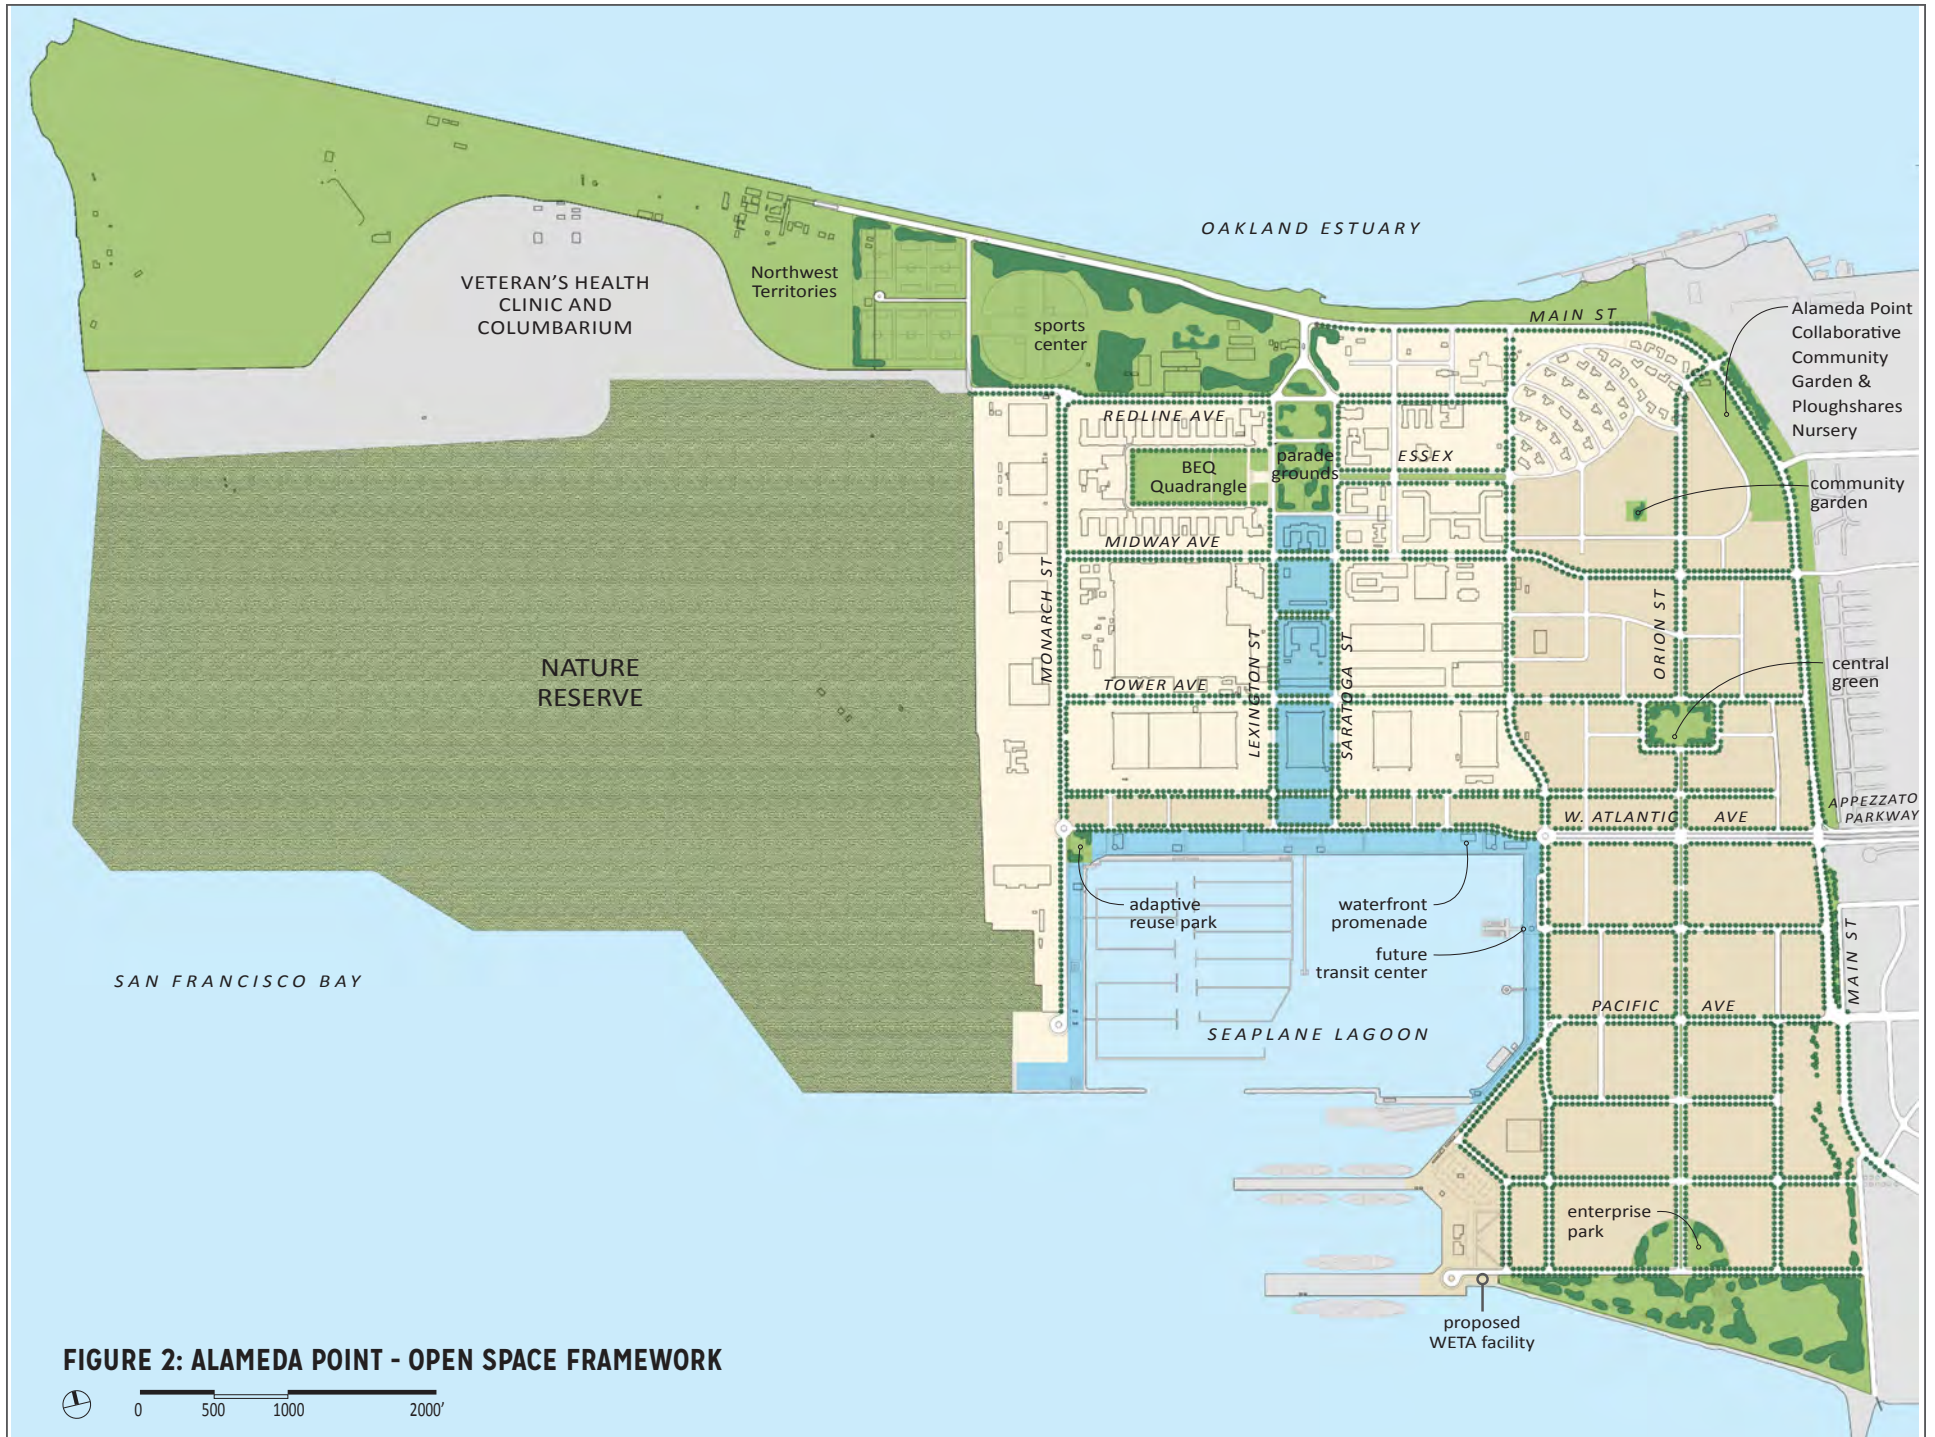 OAKLAND ESTUARY
VETERAN'S HEALTH
CLINIC AND
COLUMBARIUM
Northwest
Territories
sports
center
MAIN ST
Alameda Point
Collaborative
Community
Garden &
Ploughshares
Nursery
REDLINE AVE
BEQ
Quadrangle
parade
grounds
ESSEX
community
garden
MIDWAY AVE
MONARCH ST
LEXINGTON ST
SARATOGA ST
ORION ST
NATURE
RESERVE
TOWER AVE
central
green
W. ATLANTIC AVE
APPEZZATO
PARKWAY
adaptive
reuse park
waterfront
promenade
future
transit center
MAIN ST
SAN FRANCISCO BAY
PACIFIC AVE
SEAPLANE LAGOON
enterprise
park
proposed
WETA facility
FIGURE 2: ALAMEDA POINT - OPEN SPACE FRAMEWORK
0 500 1000 2000'